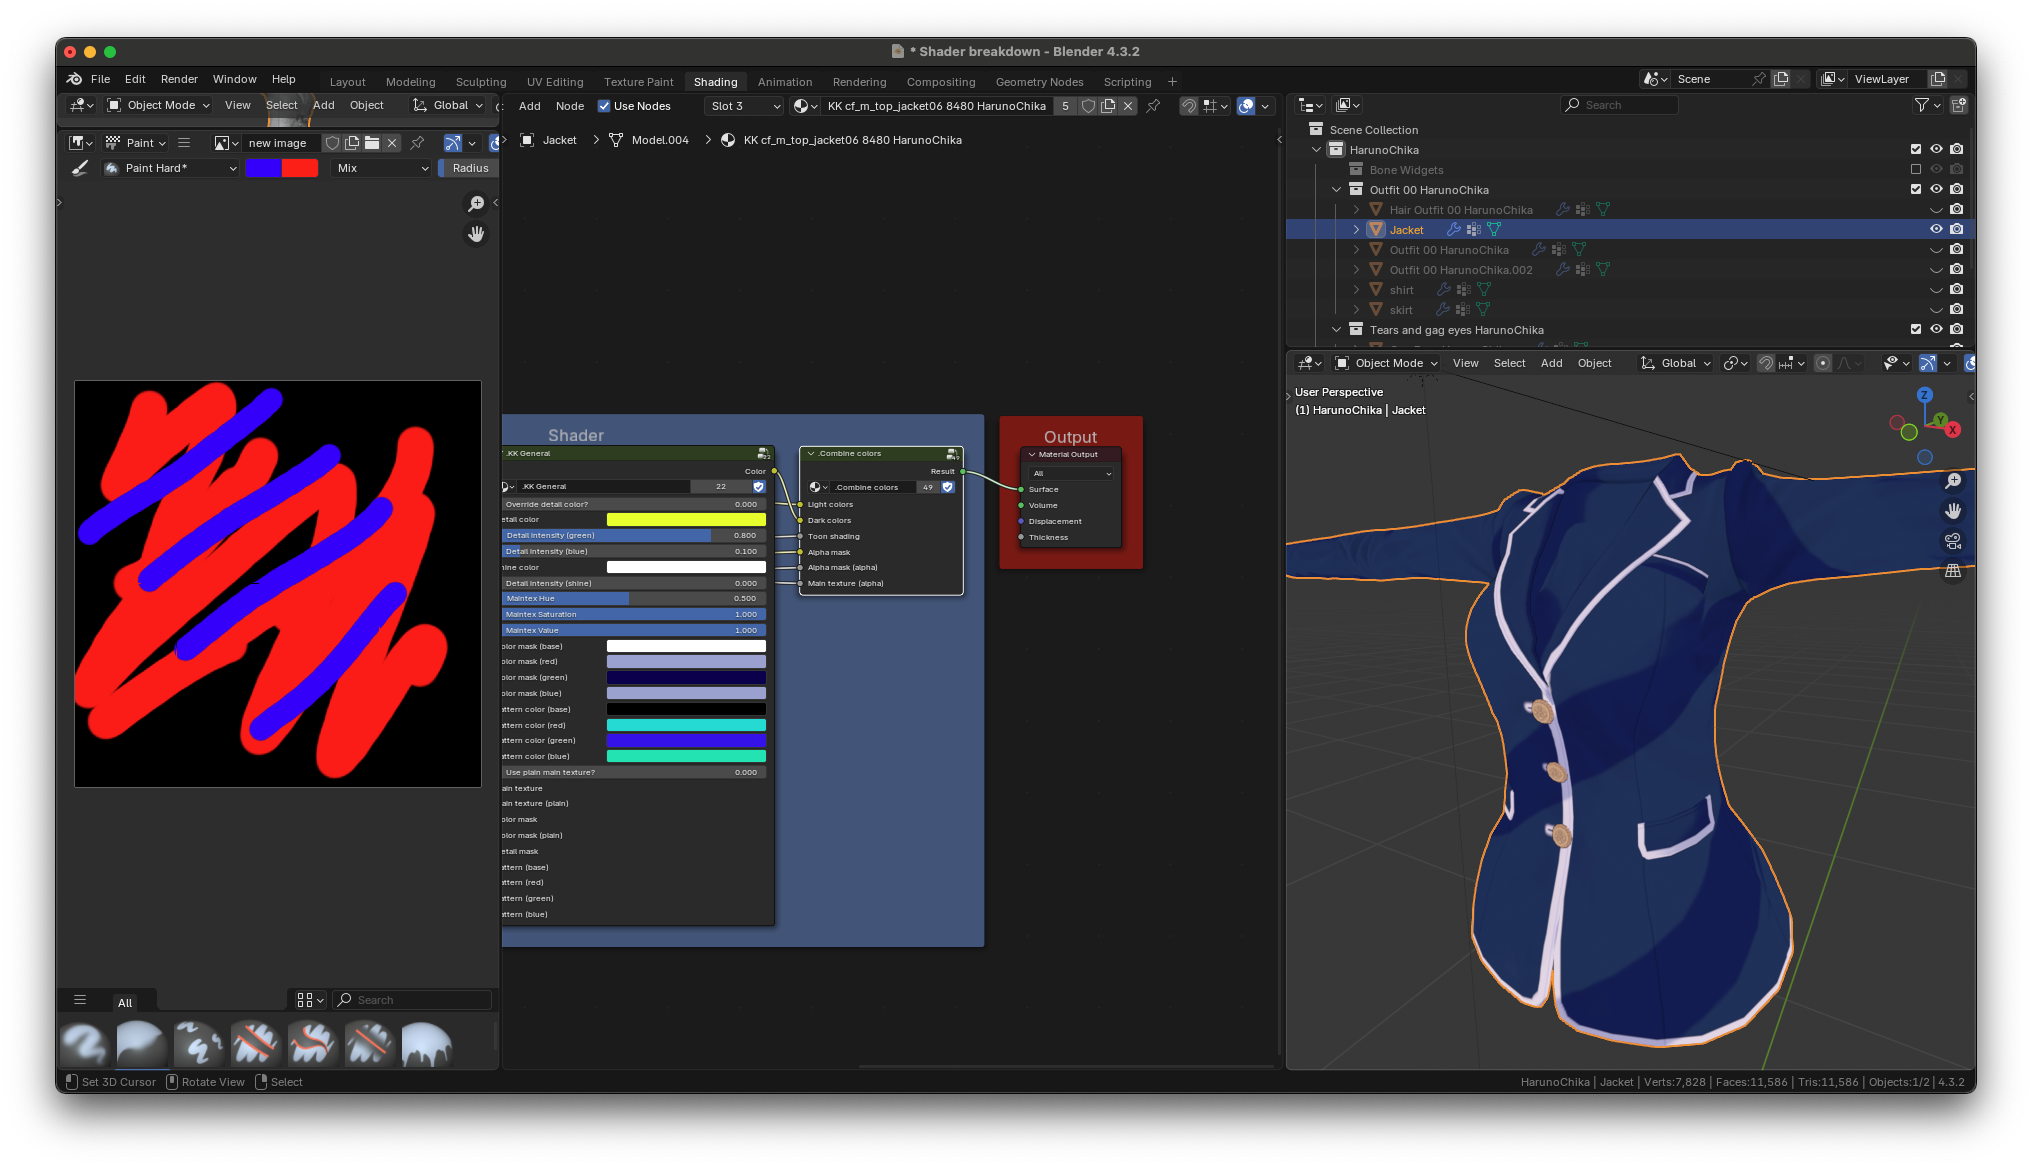 * Shader breakdown - Blender 4.3.2
File Edit Render Window Help
Layout Modeling Sculpting UV Editing Texture Paint Shading Animation Rendering Compositing Geometry Nodes Scripting +
Scene
ViewLayer
Object Mode View Select Add Object Global
Add Node Use Nodes Slot 3 KK cf_m_top_jacket06 8480 HarunoChika 5
Search
Paint new image
Paint Hard* Mix Radius
Jacket > Model.004 > KK cf_m_top_jacket06 8480 HarunoChika
Shader
.KK General
Color
.KK General 22
Override detail color? 0.000
etail color
Detail intensity (green) 0.800
Detail intensity (blue) 0.100
ine color
Detail intensity (shine) 0.000
Maintex Hue 0.500
Maintex Saturation 1.000
Maintex Value 1.000
olor mask (base)
olor mask (red)
olor mask (green)
olor mask (blue)
ttern color (base)
ttern color (red)
ttern color (green)
ttern color (blue)
Use plain main texture? 0.000
ain texture
ain texture (plain)
olor mask
olor mask (plain)
etail mask
ttern (base)
ttern (red)
ttern (green)
ttern (blue)
.Combine colors
Result
.Combine colors 49
Light colors
Dark colors
Toon shading
Alpha mask
Alpha mask (alpha)
Main texture (alpha)
Output
Material Output
All
Surface
Volume
Displacement
Thickness
Scene Collection
HarunoChika
Bone Widgets
Outfit 00 HarunoChika
Hair Outfit 00 HarunoChika
Jacket
Outfit 00 HarunoChika
Outfit 00 HarunoChika.002
shirt
skirt
Tears and gag eyes HarunoChika
Object Mode View Select Add Object Global
User Perspective
(1) HarunoChika | Jacket
Z
Y
X
All
Search
Set 3D Cursor Rotate View Select
HarunoChika | Jacket | Verts:7,828 | Faces:11,586 | Tris:11,586 | Objects:1/2 | 4.3.2